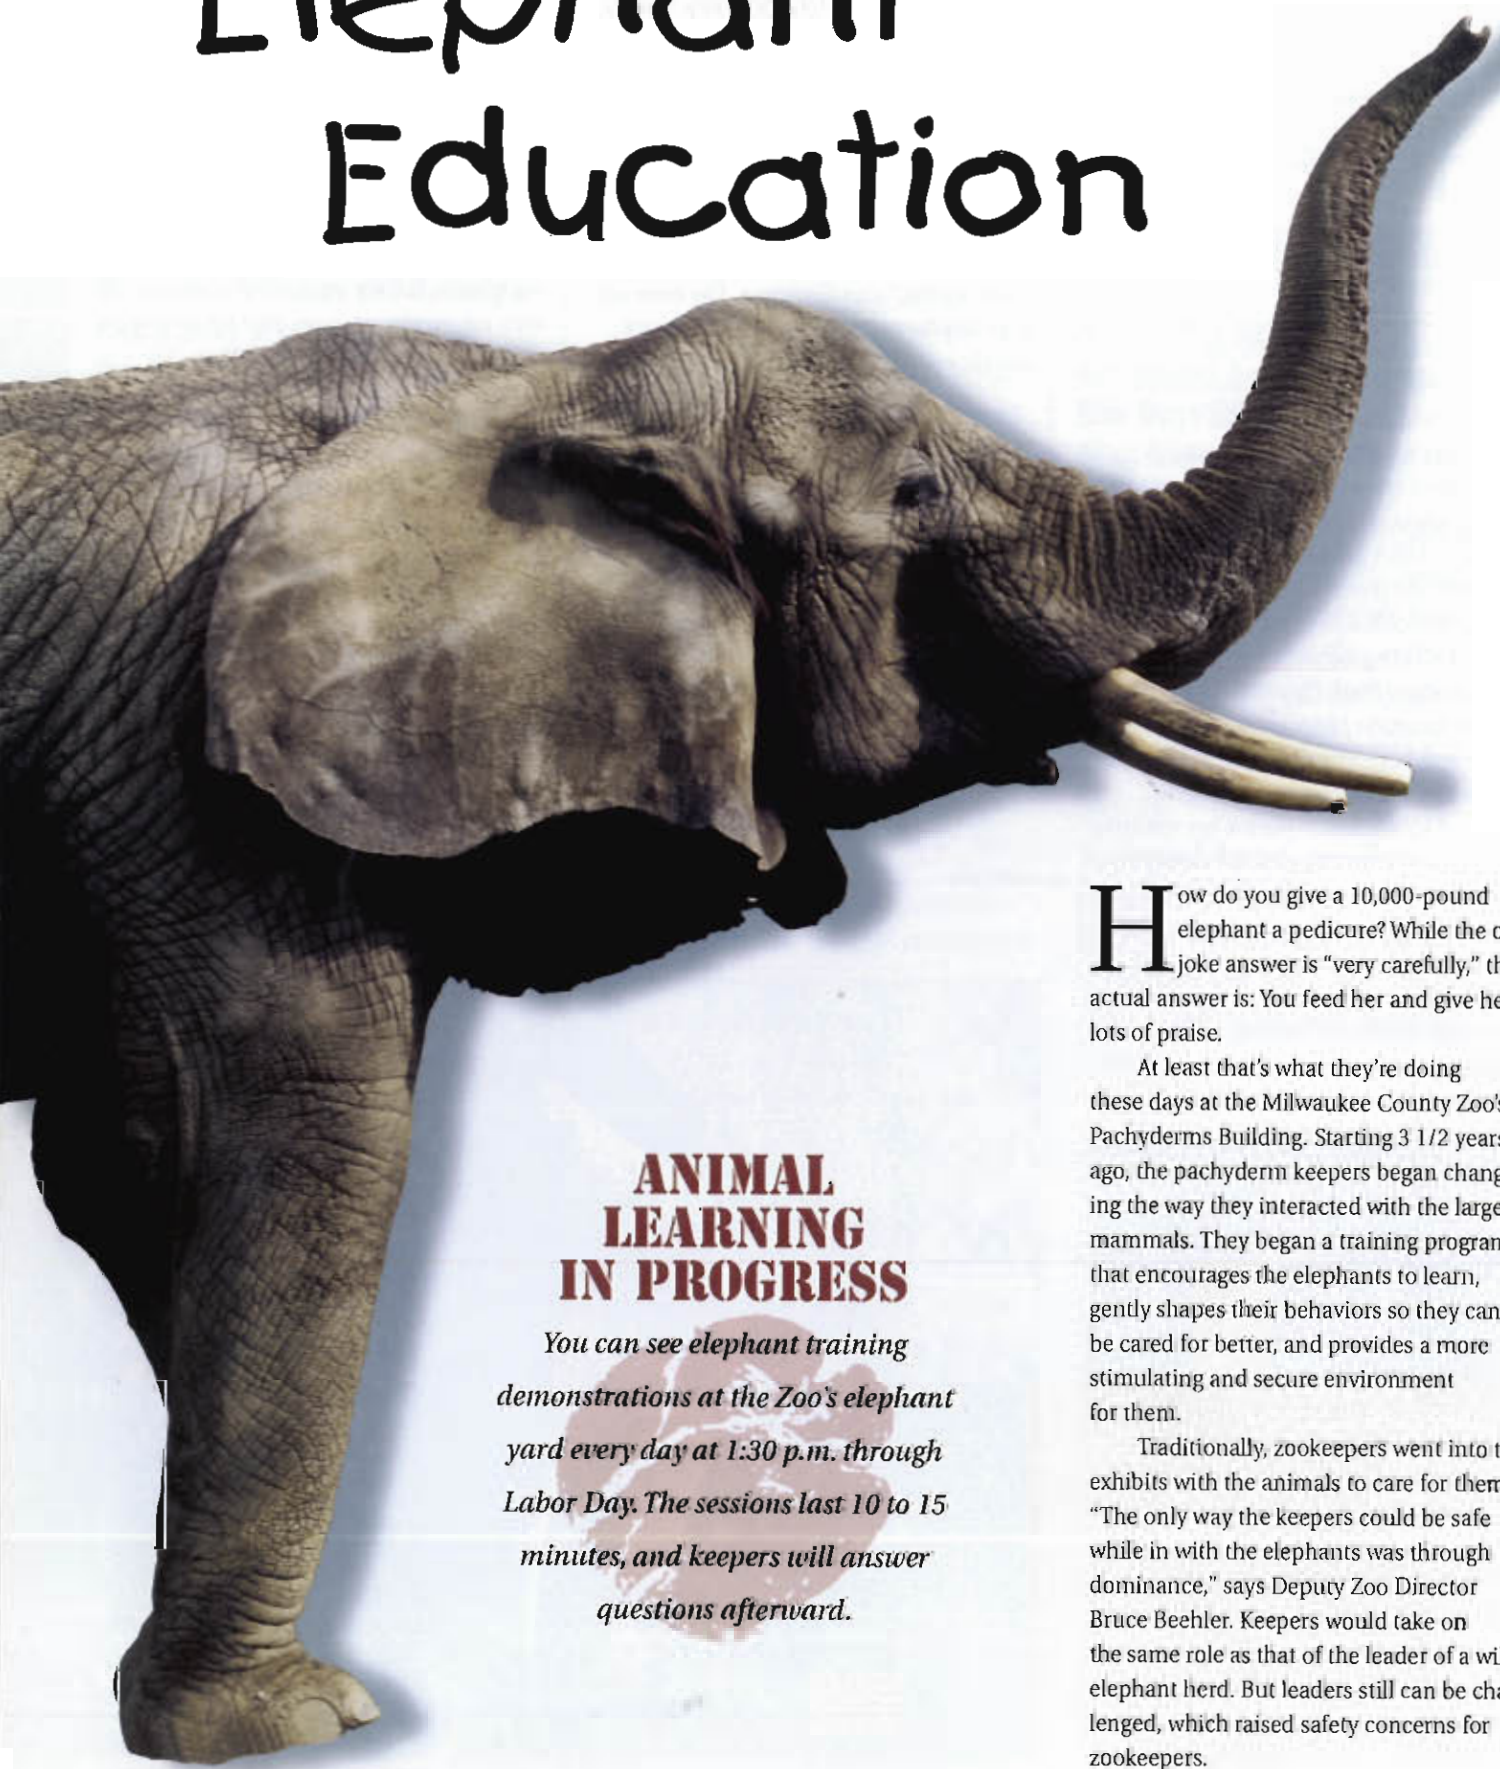 Elephant
Education
How do you give a 10,000-pound
elephant a pedicure? While the
joke answer is “very carefully,”
actual answer is: You feed her and give
lots of praise.
At least that’s what they’re doing
these days at the Milwaukee County
Pachyderms Building. Starting 3 1/2
ago, the pachyderm keepers began chang
ing the way they interacted with the large
mammals. They began a training
that encourages the elephants to learn,
gently shapes their behaviors so they can
be cared for better, and provides a more
stimulating and secure environment
for them.
Traditionally, zookeepers went into
exhibits with the animals to care for
“The only way the keepers could be safe
while in with the elephants was through
dominance,” says Deputy Zoo Director
Bruce Beehler. Keepers would take on
the same role as that of the leader of a
elephant herd. But leaders still can be
lenged, which raised safety concerns for
zookeepers.
ANIMAL
LEARNING
IN PROGRESS
You can see elephant training
demonstrations at the Zoo’s elephant
yard every day at 1:30 p.m. through
Labor Day. The sessions last 10 to 15
minutes, and keepers will answer
questions afterward.